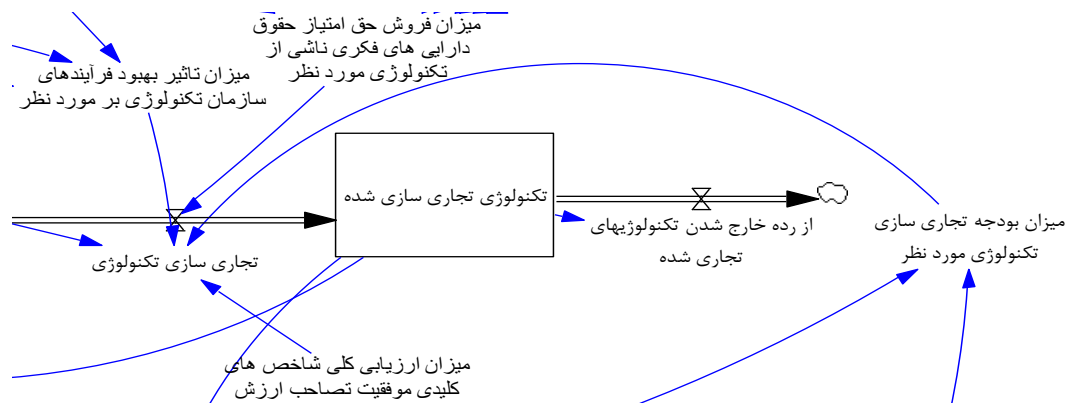 میزان فروش حق امتیاز حقوق
دارایی های فکری ناشی از
تکنولوژی مورد نظر
میزان تاثیر بهبود فرآیندهای
سازمان تکنولوژی بر مورد نظر
تکنولوژی تجاری سازی شده
از رده خارج شدن تکنولوژیهای
تجاری شده
میزان بودجه تجاری سازی
تکنولوژی مورد نظر
تجاری سازی تکنولوژی
میزان ارزیابی کلی شاخص های
کلیدی موفقیت تصاحب ارزش